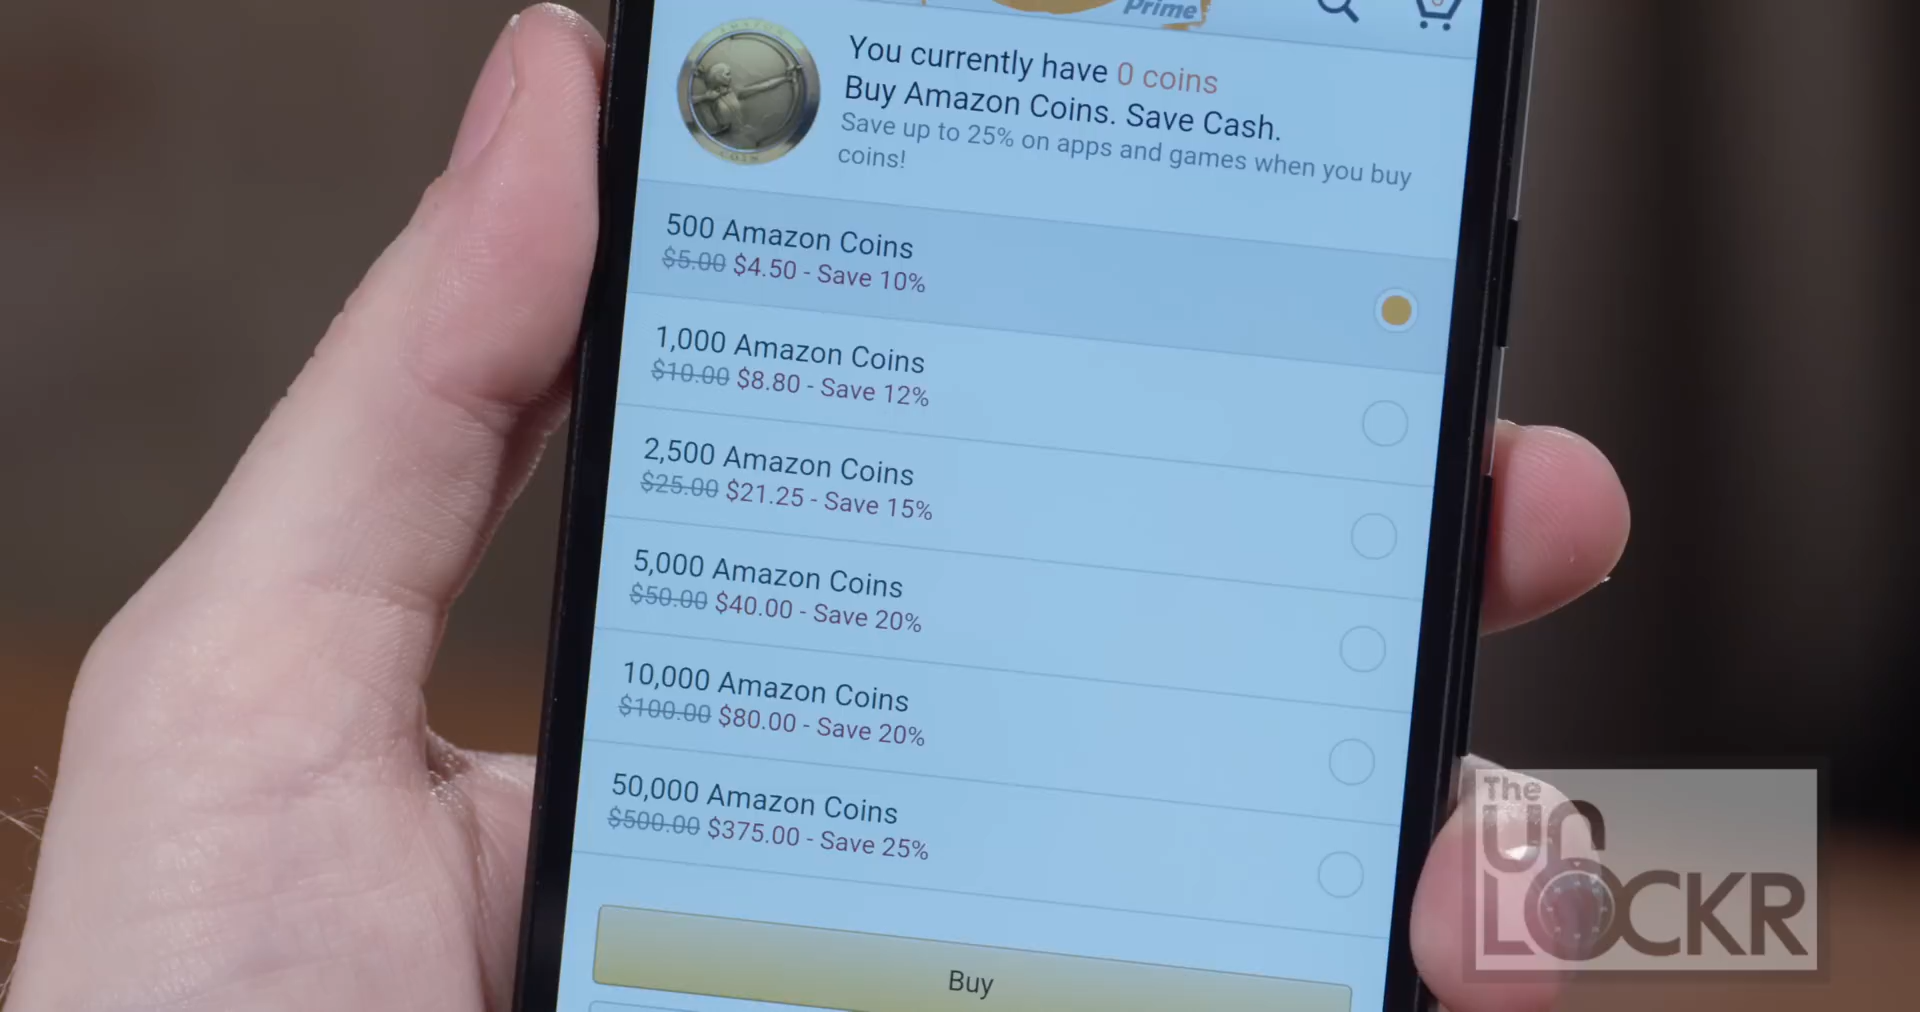 Prime
You currently have 0 coins
Buy Amazon Coins. Save Cash.
Save up to 25% on apps and games when you buy
coins!
AMAZON
COIN
500 Amazon Coins
$5.00 $4.50 - Save 10%
1,000 Amazon Coins
$10.00 $8.80 - Save 12%
2,500 Amazon Coins
$25.00 $21.25 - Save 15%
5,000 Amazon Coins
$50.00 $40.00 - Save 20%
10,000 Amazon Coins
$100.00 $80.00 - Save 20%
50,000 Amazon Coins
$500.00 $375.00 - Save 25%
Buy
The
UN
LOCKR